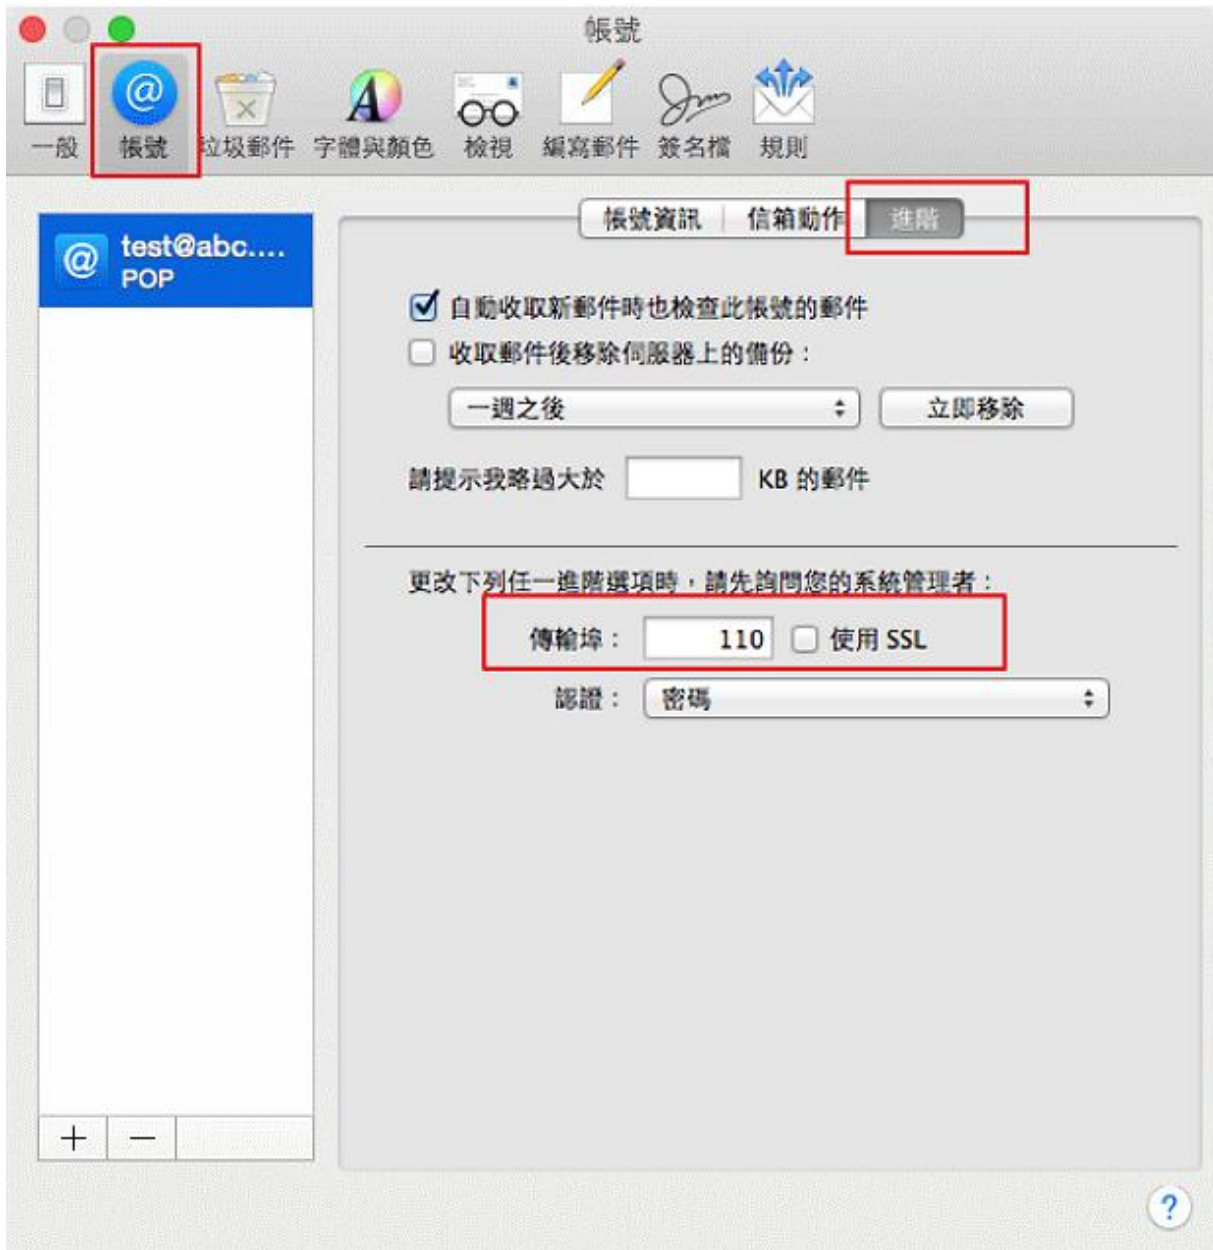 帳號
一般 帳號 垃圾郵件 字體與顏色 檢視 編寫郵件 簽名檔 規則
帳號資訊 信箱動作 進階
test@abc....
POP
自動收取新郵件時也檢查此帳號的郵件
收取郵件後移除伺服器上的備份：
一週之後 立即移除
請提示我略過大於 KB 的郵件
更改下列任一進階選項時，請先詢問您的系統管理者：
傳輸埠： 110 使用 SSL
認證： 密碼
?